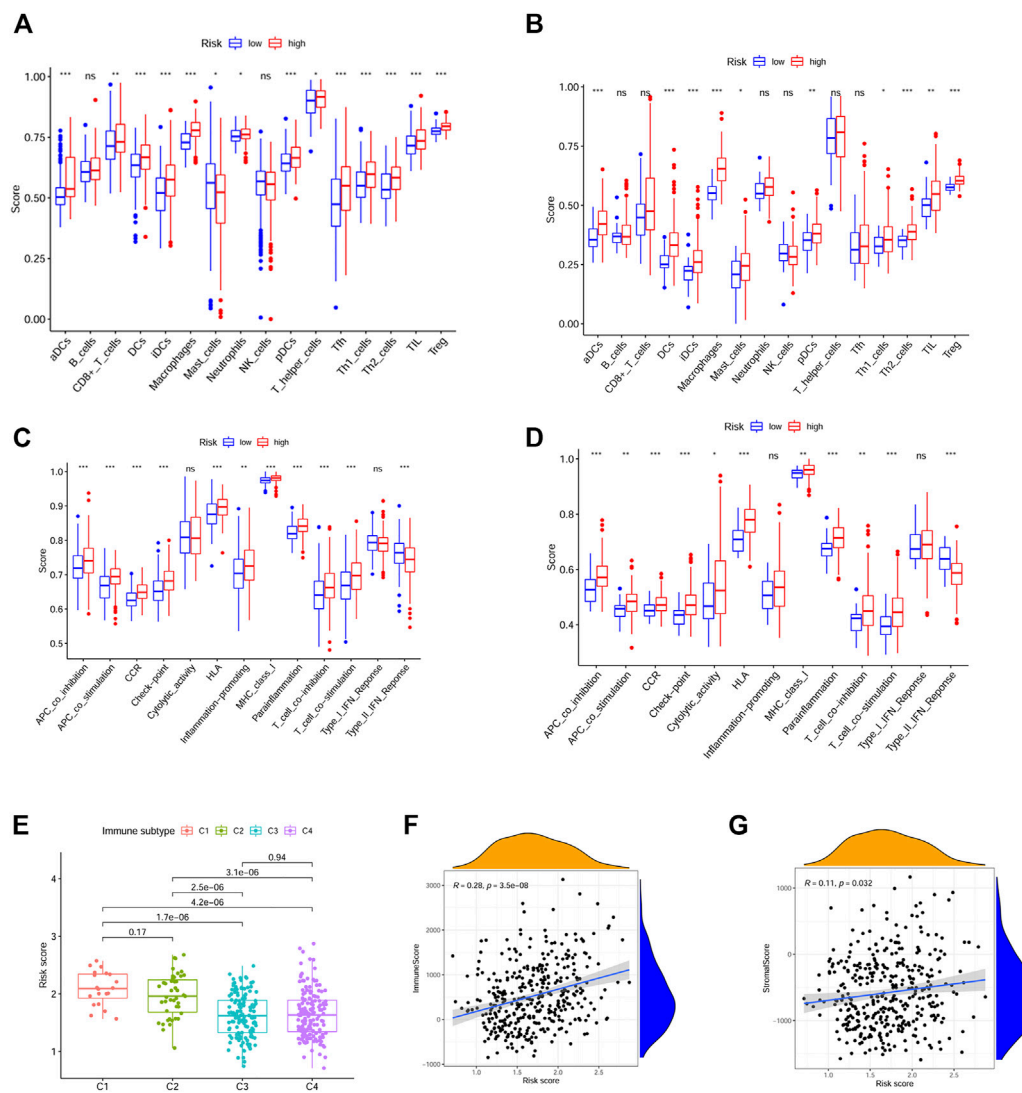 A
Risk low high
*** ns ** *** *** *** * * ns *** * *** *** *** *** ***
1.00
0.75
0.50
0.25
0.00
Score
aDCs
B_cells
CD8+_T_cells
DCs
iDCs
Macrophages
Mast_cells
Neutrophils
NK_cells
pDCs
T_helper_cells
Tfh
Th1_cells
Th2_cells
TIL
Treg
B
Risk low high
*** ns ns *** *** *** * ns ns ** ns ns * *** ** ***
1.00
0.75
0.50
0.25
0.00
Score
aDCs
B_cells
CD8+_T_cells
DCs
iDCs
Macrophages
Mast_cells
Neutrophils
NK_cells
pDCs
T_helper_cells
Tfh
Th1_cells
Th2_cells
TIL
Treg
C
Risk low high
*** *** *** *** ns *** ** *** *** *** *** ns ***
1.0
0.9
0.8
0.7
0.6
0.5
Score
APC_co_inhibition
APC_co_stimulation
CCR
Check-point
Cytolytic_activity
HLA
Inflammation-promoting
MHC_class_I
Parainflammation
T_cell_co-inhibition
T_cell_co-stimulation
Type_I_IFN_Reponse
Type_II_IFN_Reponse
D
Risk low high
*** ** *** *** * *** ns ** *** ** *** ns ***
1.0
0.8
0.6
0.4
Score
APC_co_inhibition
APC_co_stimulation
CCR
Check-point
Cytolytic_activity
HLA
Inflammation-promoting
MHC_class_I
Parainflammation
T_cell_co-inhibition
T_cell_co-stimulation
Type_I_IFN_Reponse
Type_II_IFN_Reponse
E
Immune subtype C1 C2 C3 C4
0.94
3.1e-06
2.5e-06
4.2e-06
1.7e-06
0.17
4
3
2
1
Risk score
C1 C2 C3 C4
F
R = 0.28, p = 3.5e-08
3000
2000
1000
0
-1000
ImmuneScore
1.0 1.5 2.0 2.5
Risk score
G
R = 0.11, p = 0.032
1000
0
-1000
StromalScore
1.0 1.5 2.0 2.5
Risk score